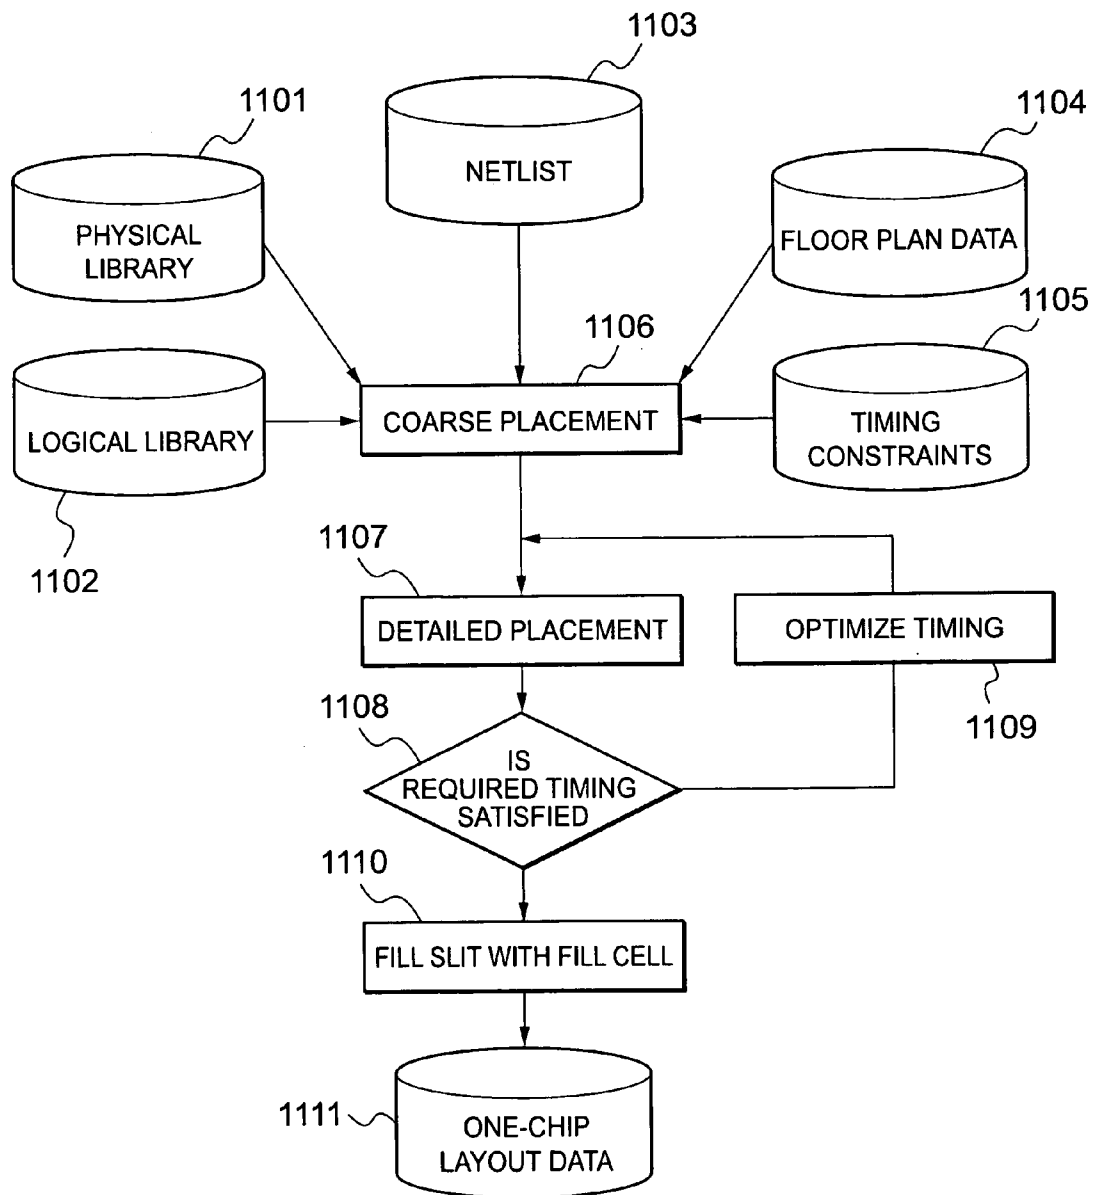 1103
1101
1104
NETLIST
PHYSICAL
LIBRARY
FLOOR PLAN DATA
1105
1106
LOGICAL LIBRARY
COARSE PLACEMENT
TIMING
CONSTRAINTS
1102
1107
DETAILED PLACEMENT
OPTIMIZE TIMING
1108
1109
IS
REQUIRED TIMING
SATISFIED
1110
FILL SLIT WITH FILL CELL
1111
ONE-CHIP
LAYOUT DATA